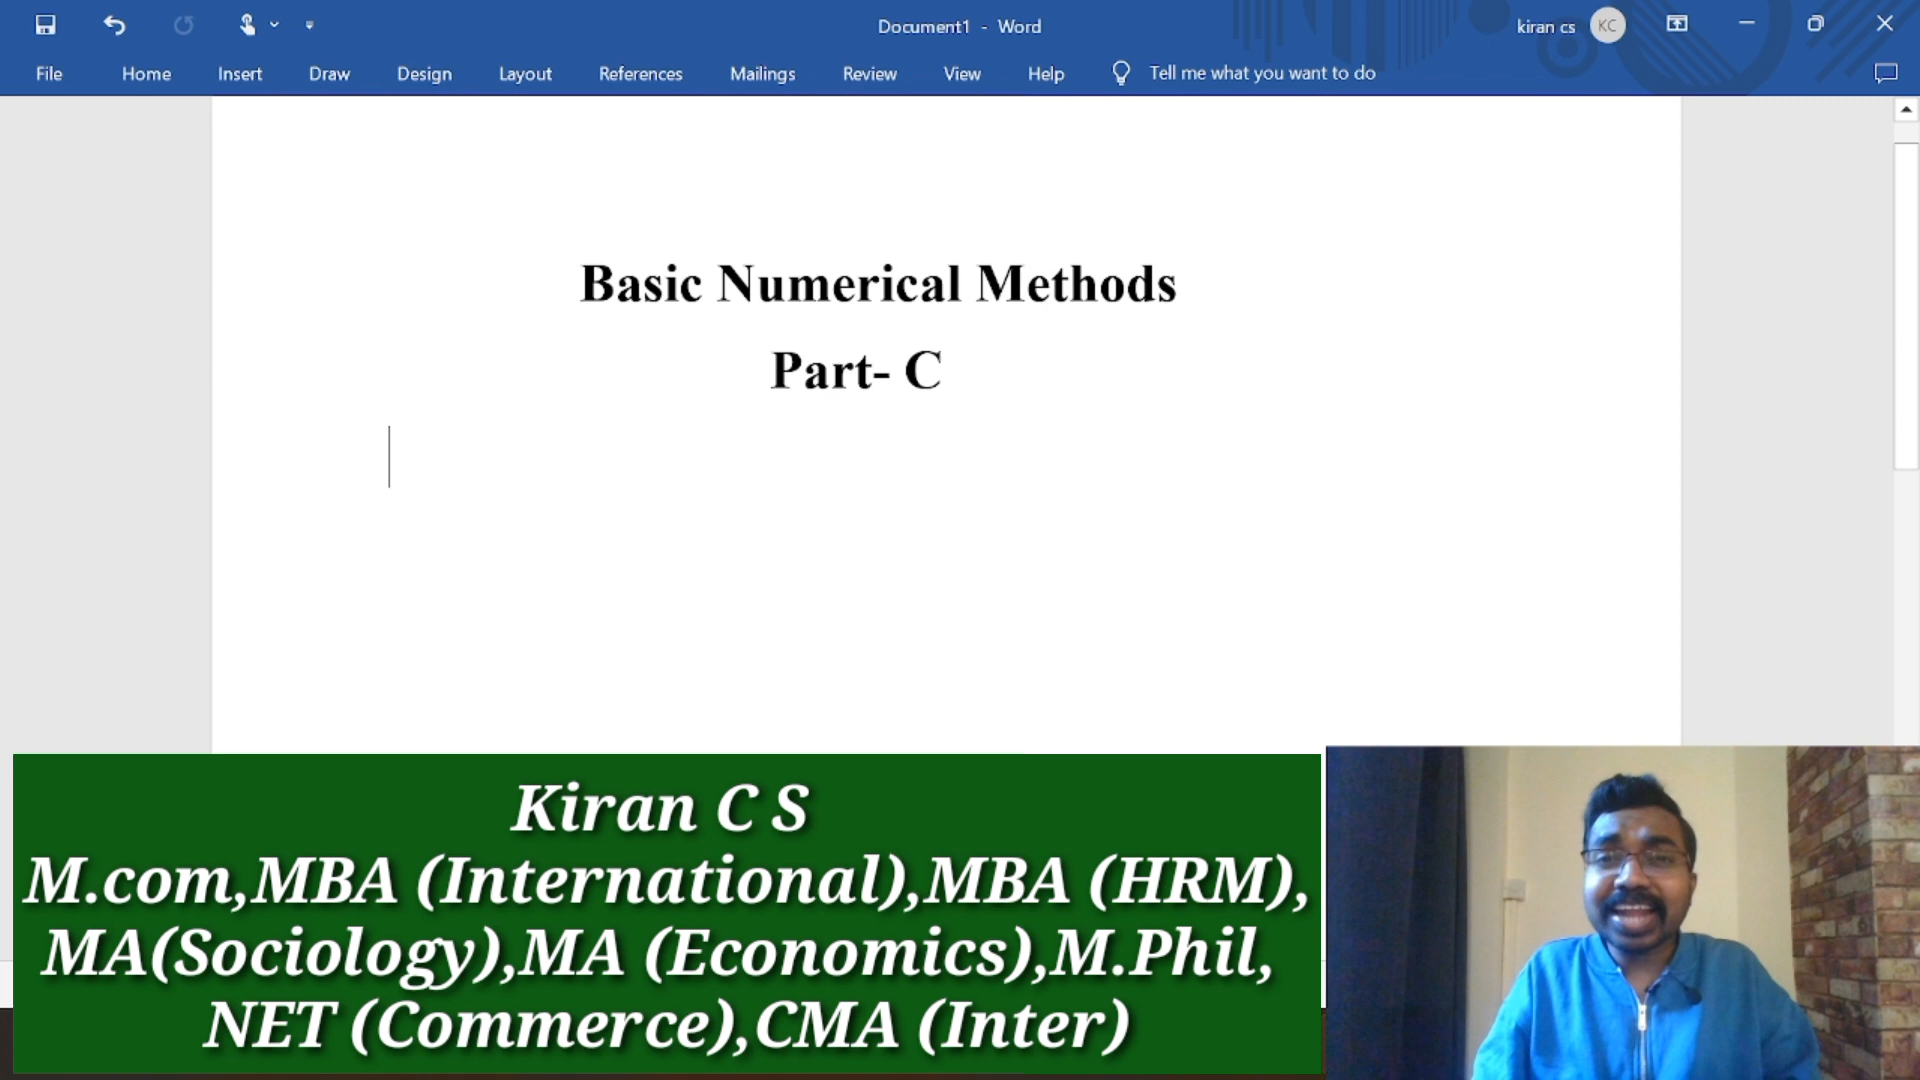 Document1 - Word
kiran cs KC
File Home Insert Draw Design Layout References Mailings Review View Help Tell me what you want to do
Basic Numerical Methods
Part- C
Kiran C S
M.com,MBA (International),MBA (HRM),
MA(Sociology),MA (Economics),M.Phil,
NET (Commerce),CMA (Inter)